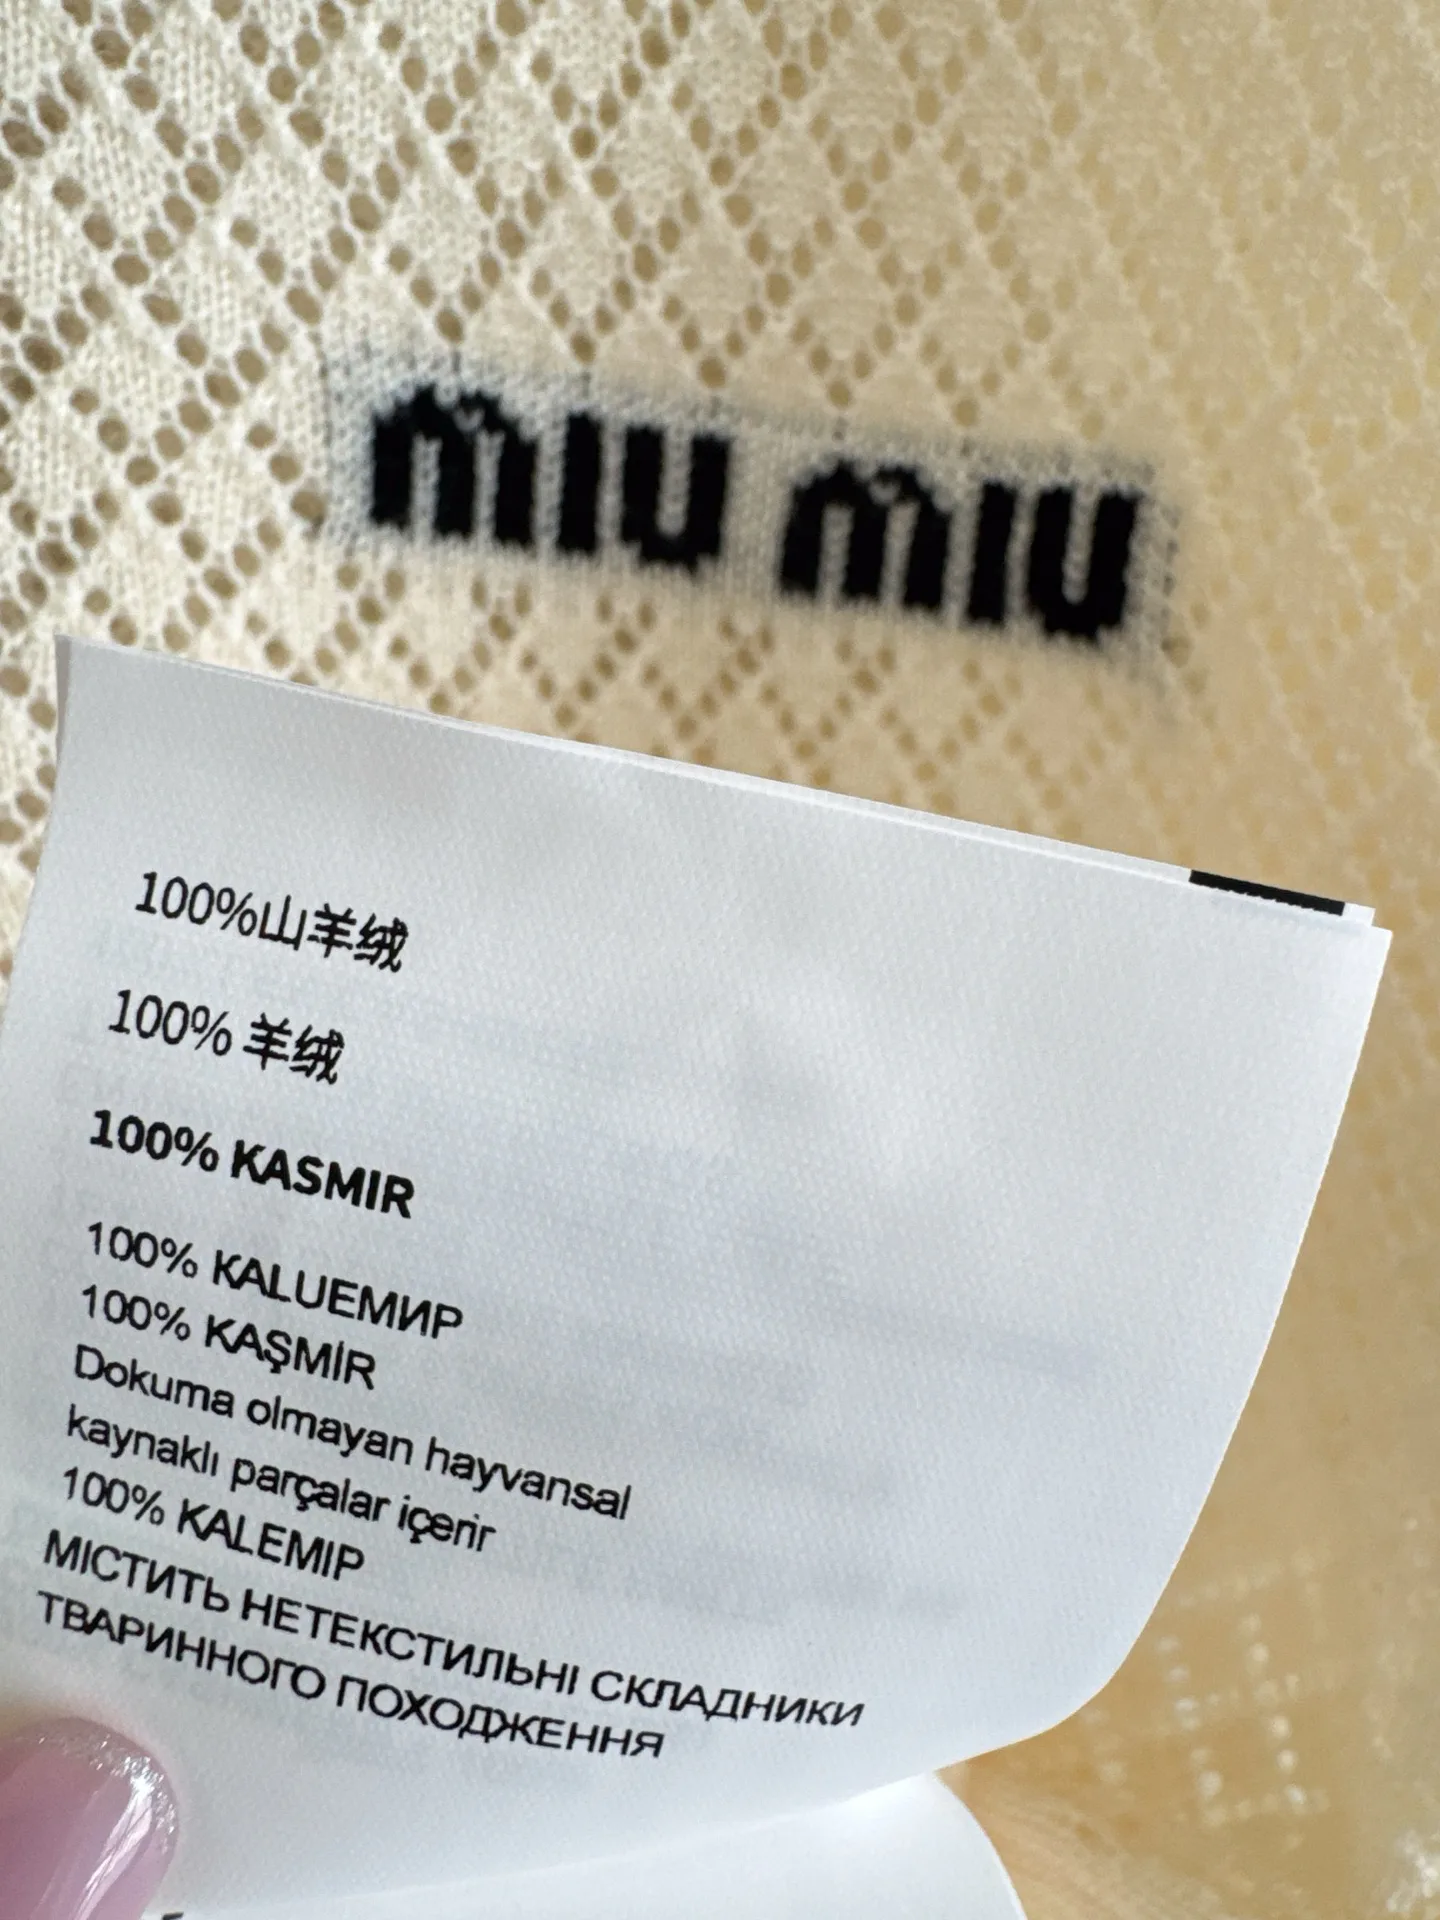 miu miu
100%山羊绒
100% 羊绒
100% KASMIR
100% KALUEMИP
100% KAŞMİR
Dokuma olmayan hayvansal
kaynaklı parçalar içerir
100% KALEMIP
МІСТИТЬ НЕТЕКСТИЛЬНІ СКЛАДНИКИ
ТВАРИННОГО ПОХОДЖЕННЯ